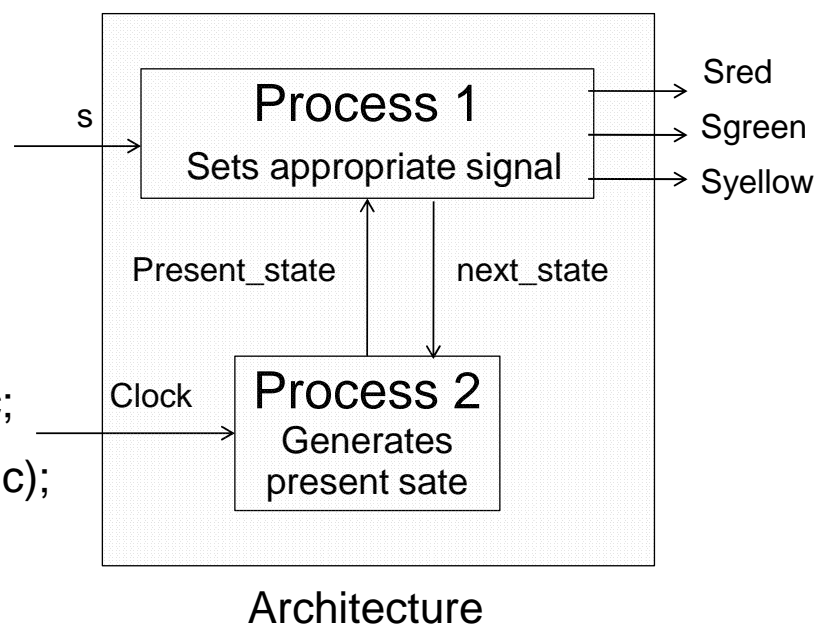 Process 1
Sets appropriate signal
s
Sred
Sgreen
Syellow
Present_state
next_state
Clock
Process 2
Generates
present sate
;
c);
Architecture